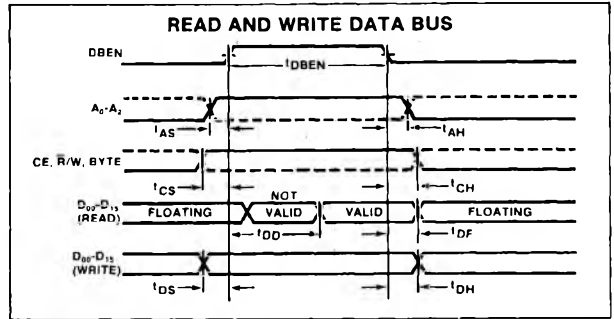 READ AND WRITE DATA BUS
DBEN
tDBEN
A₀-A₂
tAS
tAH
CE, R̅/W, BYTE
tCS
tCH
D₀₀-D₁₅
(READ)
FLOATING
NOT
VALID
VALID
FLOATING
tDD
tDF
D₀₀-D₁₅
(WRITE)
tDS
tDH